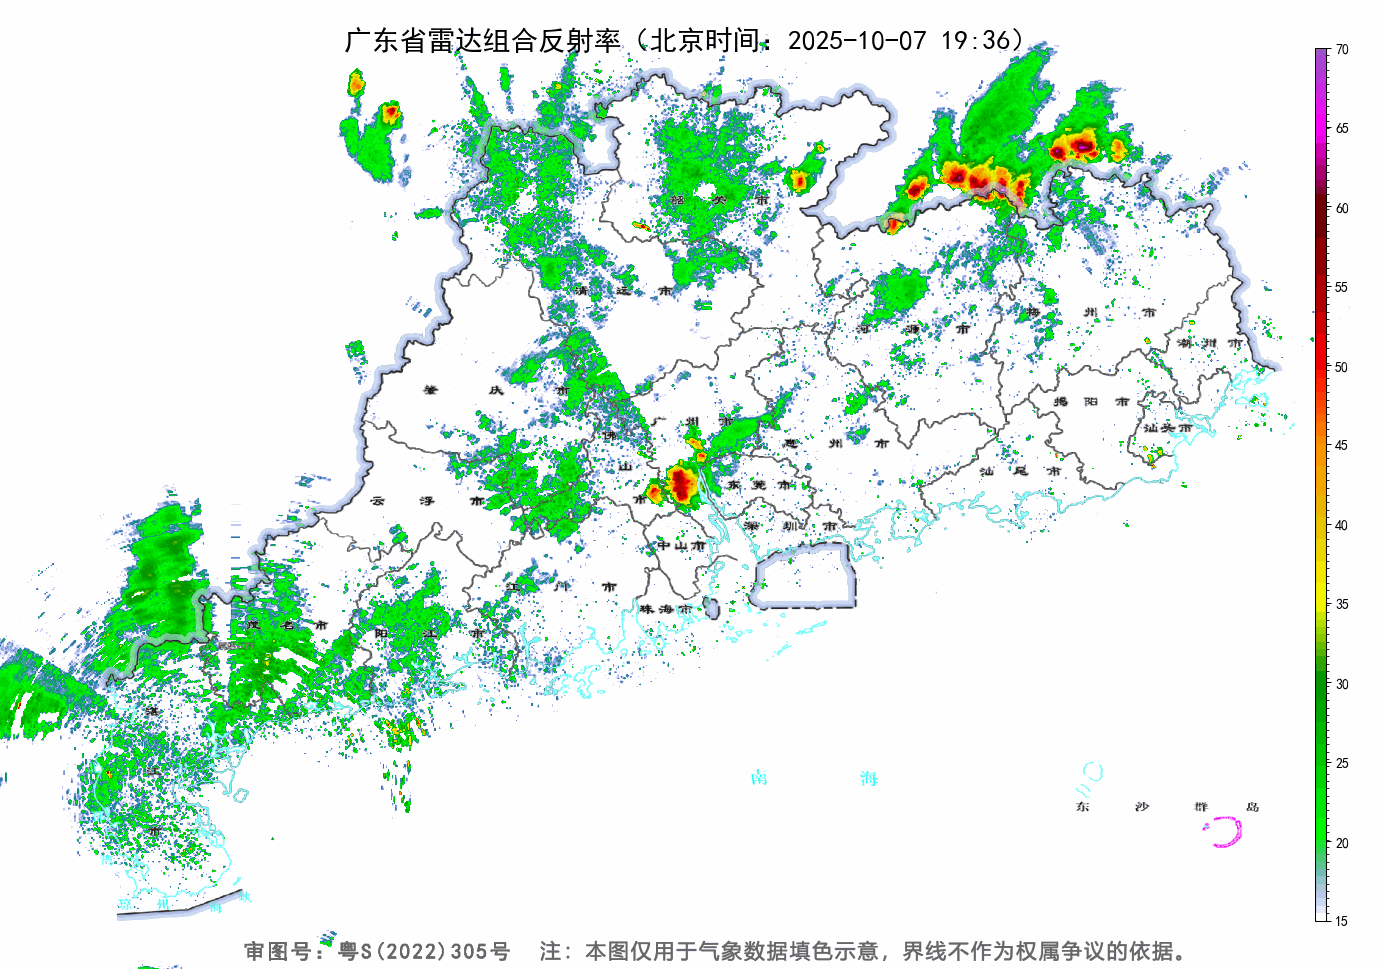 广东省雷达组合反射率（北京时间：2025-10-07 19:36）
70
65
60
55
50
45
40
35
30
25
20
15
韶关市
清远市
河源市
梅州市
潮州市
肇庆市
广州市
揭阳市
汕头市
佛山市
惠州市
汕尾市
云浮市
东莞市
深圳市
中山市
江门市
珠海市
茂名市
阳江市
湛江市
南海
东沙群岛
琼州海峡
审图号：粤S(2022)305号 注：本图仅用于气象数据填色示意，界线不作为权属争议的依据。